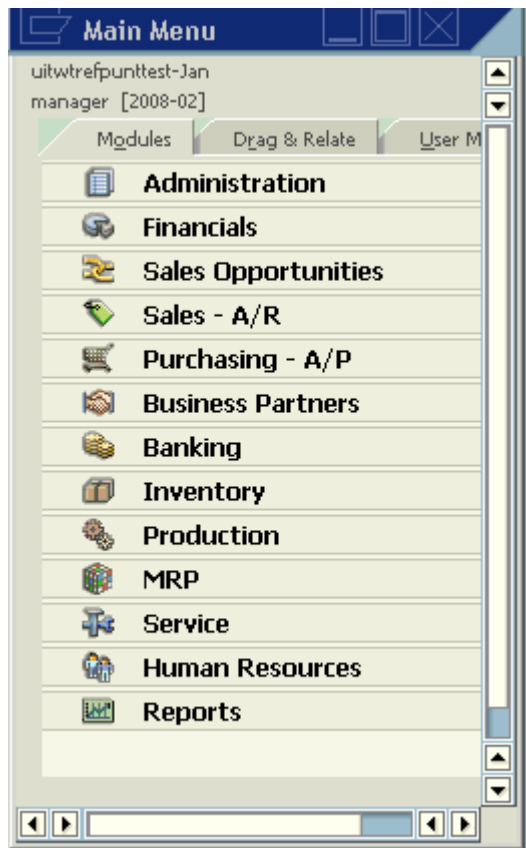 Main Menu
uitwtrefpunttest-Jan
manager [2008-02]
Modules Drag & Relate User M
Administration
Financials
Sales Opportunities
Sales - A/R
Purchasing - A/P
Business Partners
Banking
Inventory
Production
MRP
Service
Human Resources
Reports